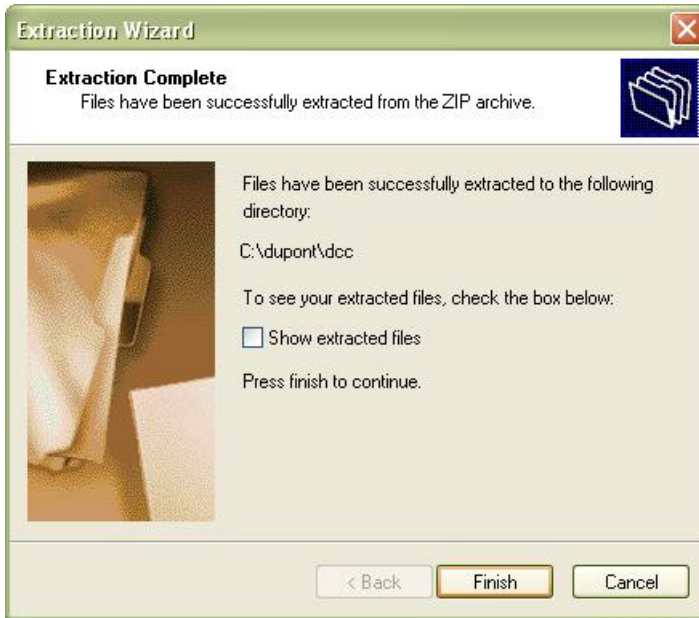 Extraction Wizard
Extraction Complete
Files have been successfully extracted from the ZIP archive.
Files have been successfully extracted to the following
directory:
C:\dupont\dcc
To see your extracted files, check the box below:
Show extracted files
Press finish to continue.
< Back
Finish
Cancel